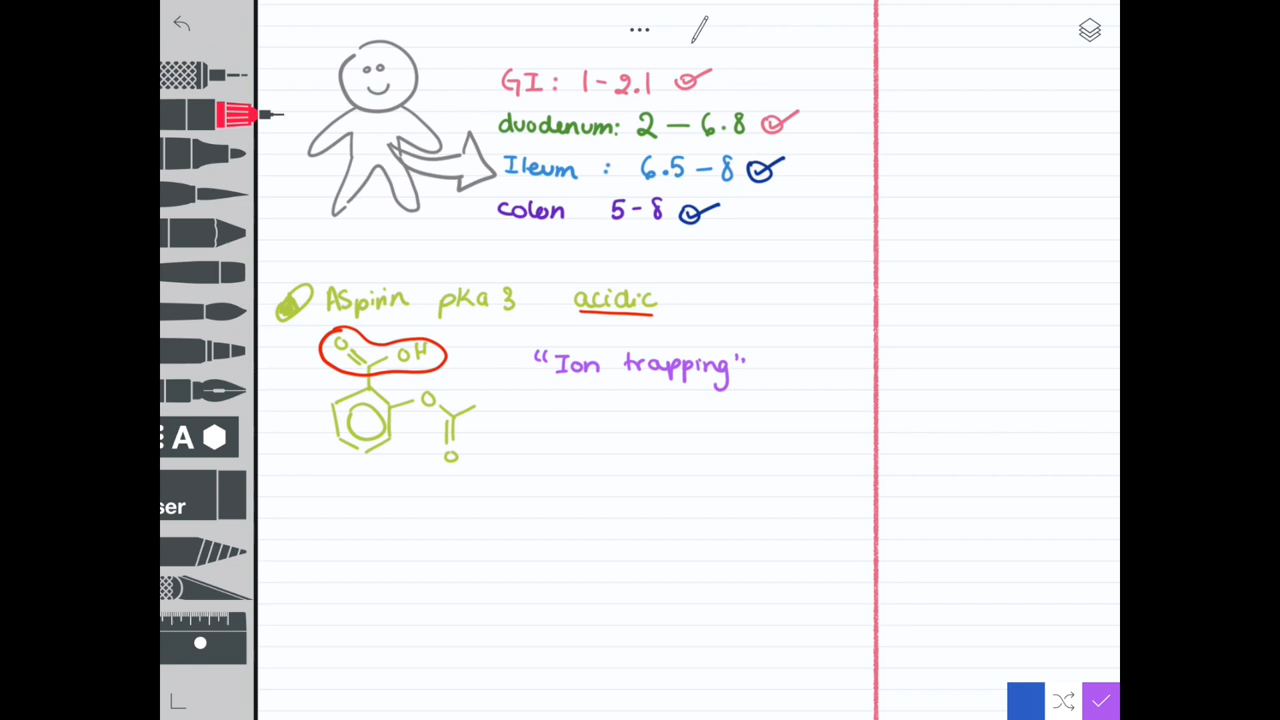 GI: 1-2.1
duodenum: 2 - 6.8
Ileum : 6.5 - 8
colon 5-8
Aspirin pka 3 acidic
O OH
"Ion trapping"
O
O
A
ser